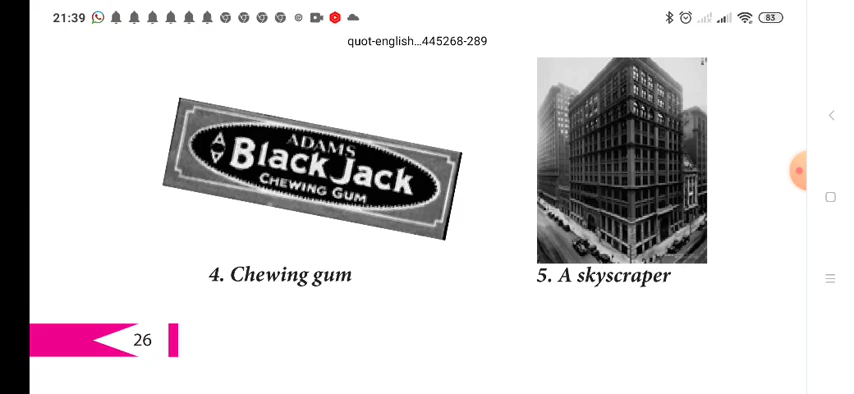 21:39
83
quot-english...445268-289
ADAMS
Black Jack
CHEWING GUM
4. Chewing gum
5. A skyscraper
26